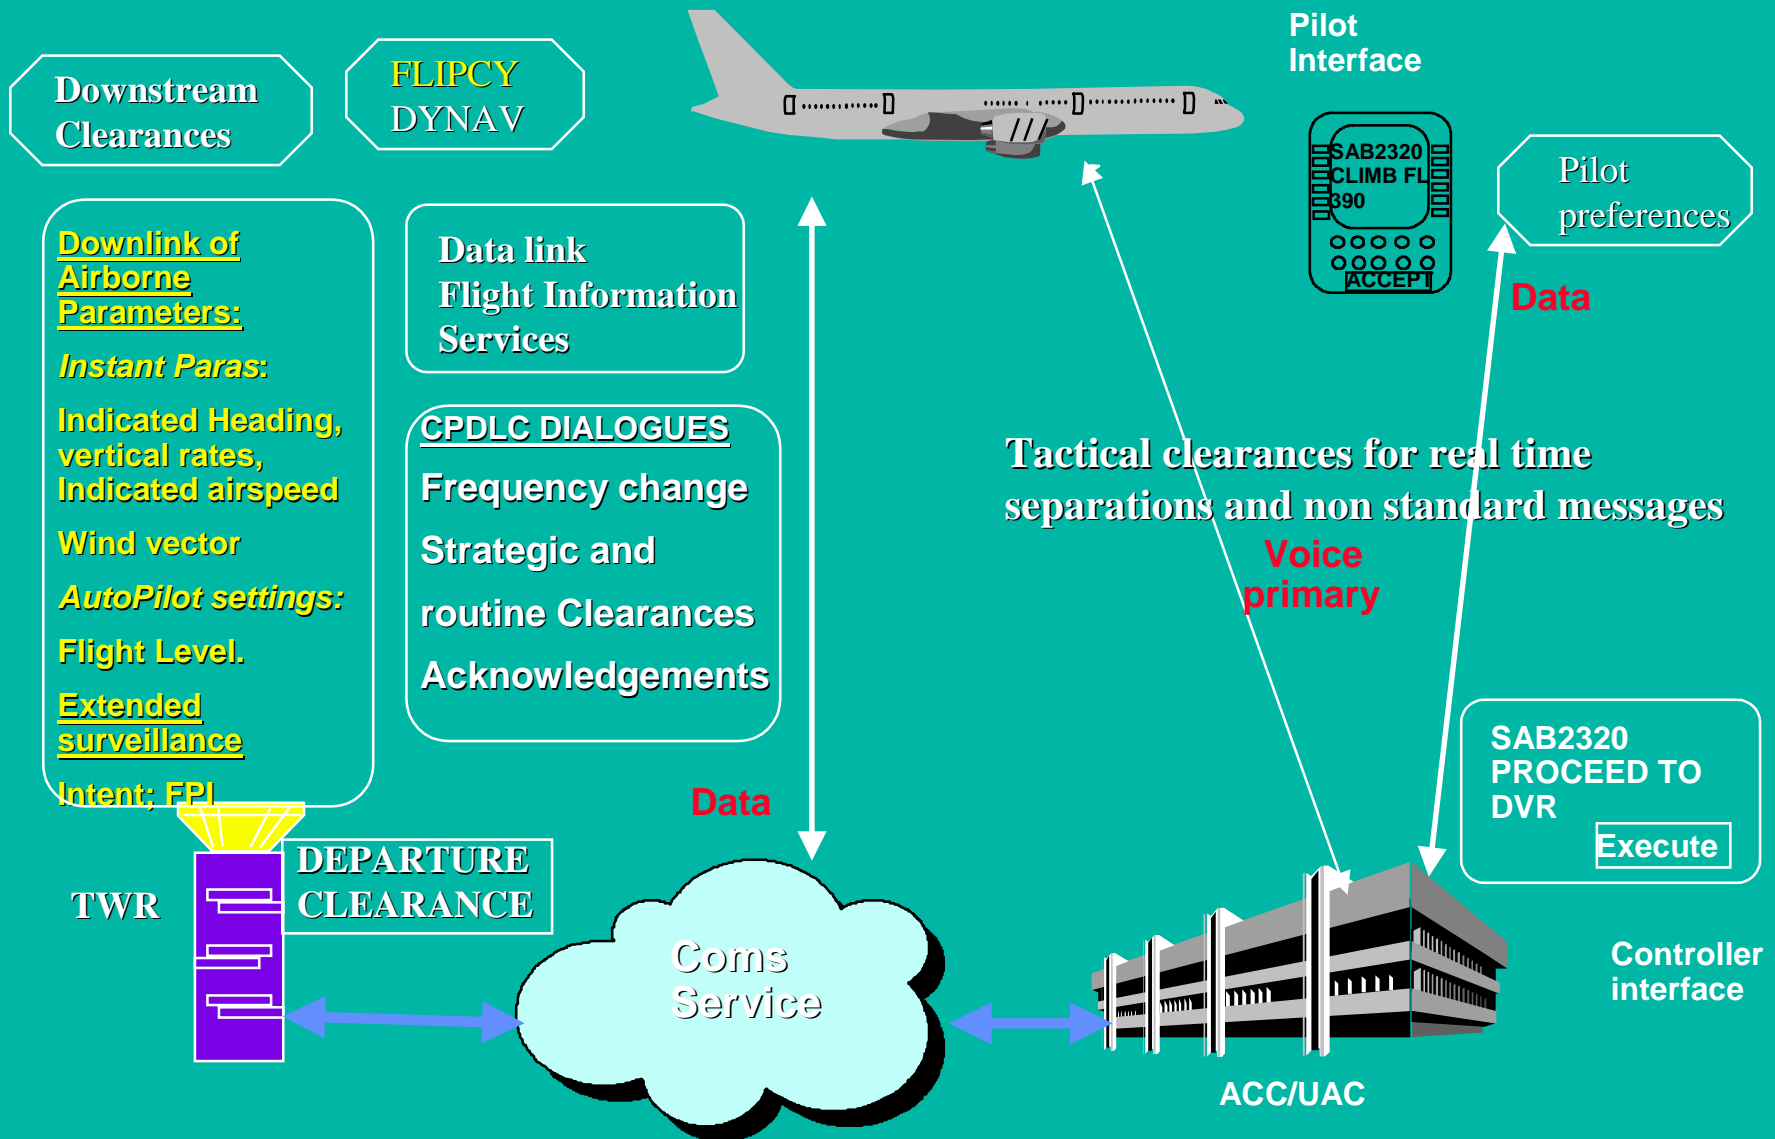 Downstream
Clearances
FLIPCY
DYNAV
Pilot
Interface
SAB2320
CLIMB FL
390
ACCEPT
Pilot
preferences
Data
Downlink of
Airborne
Parameters:
Instant Paras:
Indicated Heading,
vertical rates,
Indicated airspeed
Wind vector
AutoPilot settings:
Flight Level.
Extended
surveillance
Intent; FPI
Data link
Flight Information
Services
CPDLC DIALOGUES
Frequency change
Strategic and
routine Clearances
Acknowledgements
Data
Tactical clearances for real time
separations and non standard messages
Voice
primary
SAB2320
PROCEED TO
DVR
Execute
TWR
DEPARTURE
CLEARANCE
Coms
Service
Controller
interface
ACC/UAC